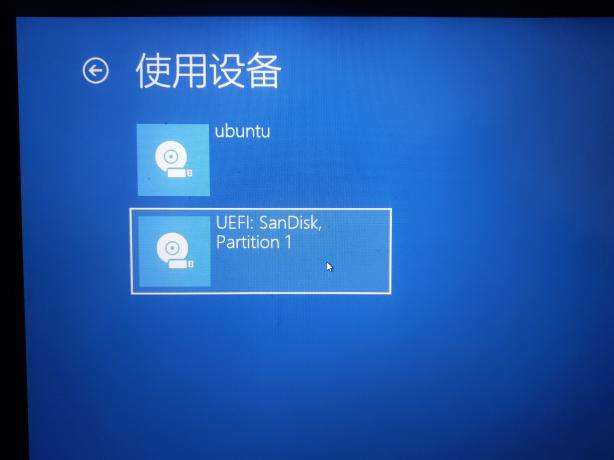 使用设备
ubuntu
UEFI: SanDisk,
Partition 1